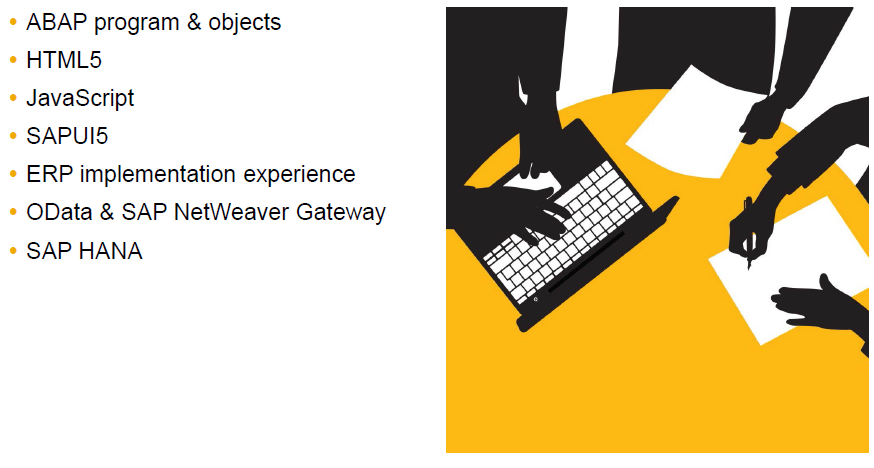 • ABAP program & objects
• HTML5
• JavaScript
• SAPUI5
• ERP implementation experience
• OData & SAP NetWeaver Gateway
• SAP HANA